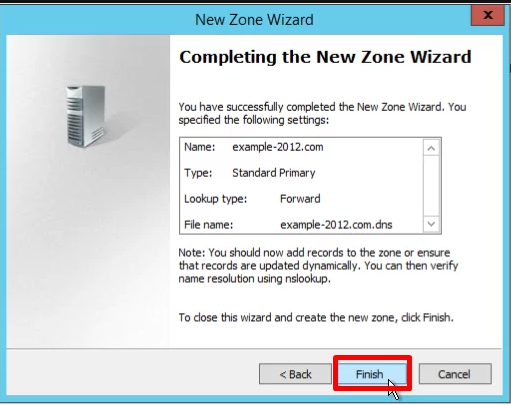 New Zone Wizard
x
Completing the New Zone Wizard
You have successfully completed the New Zone Wizard. You
specified the following settings:
Name: example-2012.com
Type: Standard Primary
Lookup type: Forward
File name: example-2012.com.dns
Note: You should now add records to the zone or ensure
that records are updated dynamically. You can then verify
name resolution using nslookup.
To close this wizard and create the new zone, click Finish.
< Back Finish Cancel